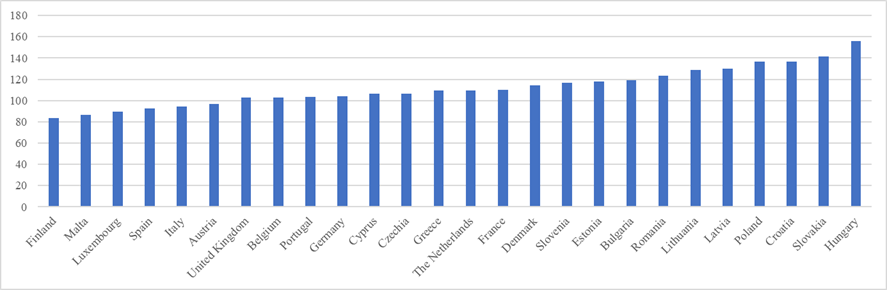 180
160
140
120
100
80
60
40
20
0
Finland
Malta
Luxembourg
Spain
Italy
Austria
United Kingdom
Belgium
Portugal
Germany
Cyprus
Czechia
Greece
The Netherlands
France
Denmark
Slovenia
Estonia
Bulgaria
Romania
Lithuania
Latvia
Poland
Croatia
Slovakia
Hungary